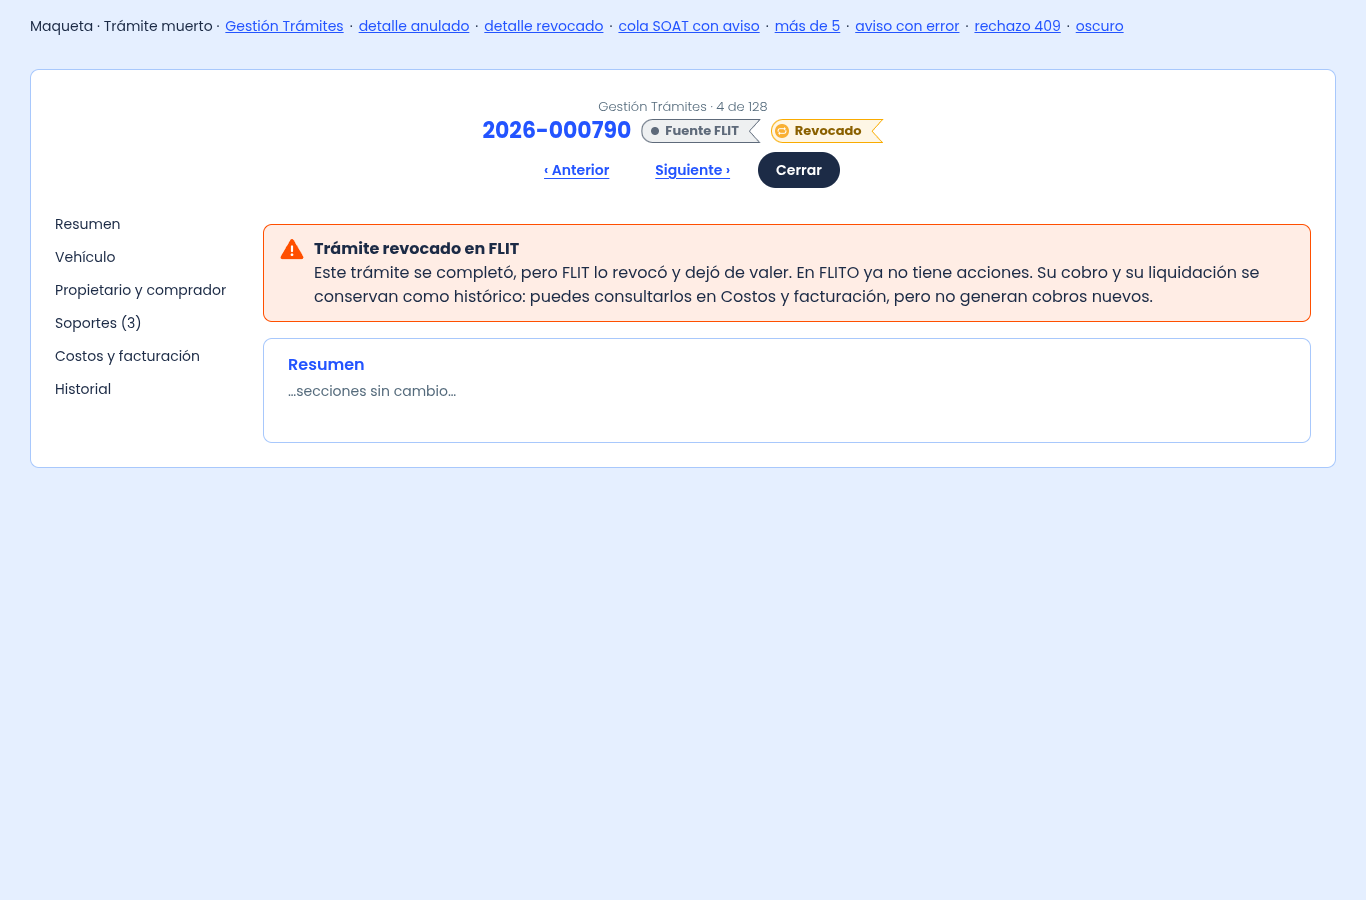 Maqueta · Trámite muerto · Gestión Trámites · detalle anulado · detalle revocado · cola SOAT con aviso · más de 5 · aviso con error · rechazo 409 · oscuro
Gestión Trámites · 4 de 128
2026-000790 Fuente FLIT Revocado
‹ Anterior Siguiente › Cerrar
Resumen
Vehículo
Propietario y comprador
Soportes (3)
Costos y facturación
Historial
Trámite revocado en FLIT
Este trámite se completó, pero FLIT lo revocó y dejó de valer. En FLITO ya no tiene acciones. Su cobro y su liquidación se
conservan como histórico: puedes consultarlos en Costos y facturación, pero no generan cobros nuevos.
Resumen
…secciones sin cambio…